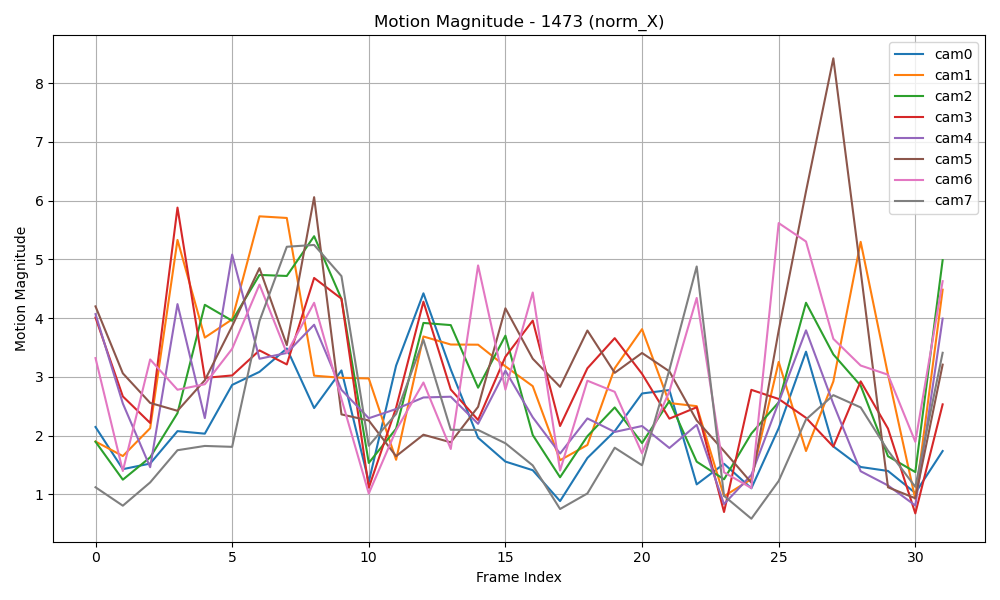 Motion Magnitude - 1473 (norm_X)
Motion Magnitude
8
7
6
5
4
3
2
1
0
5
10
15
20
25
30
Frame Index
cam0
cam1
cam2
cam3
cam4
cam5
cam6
cam7